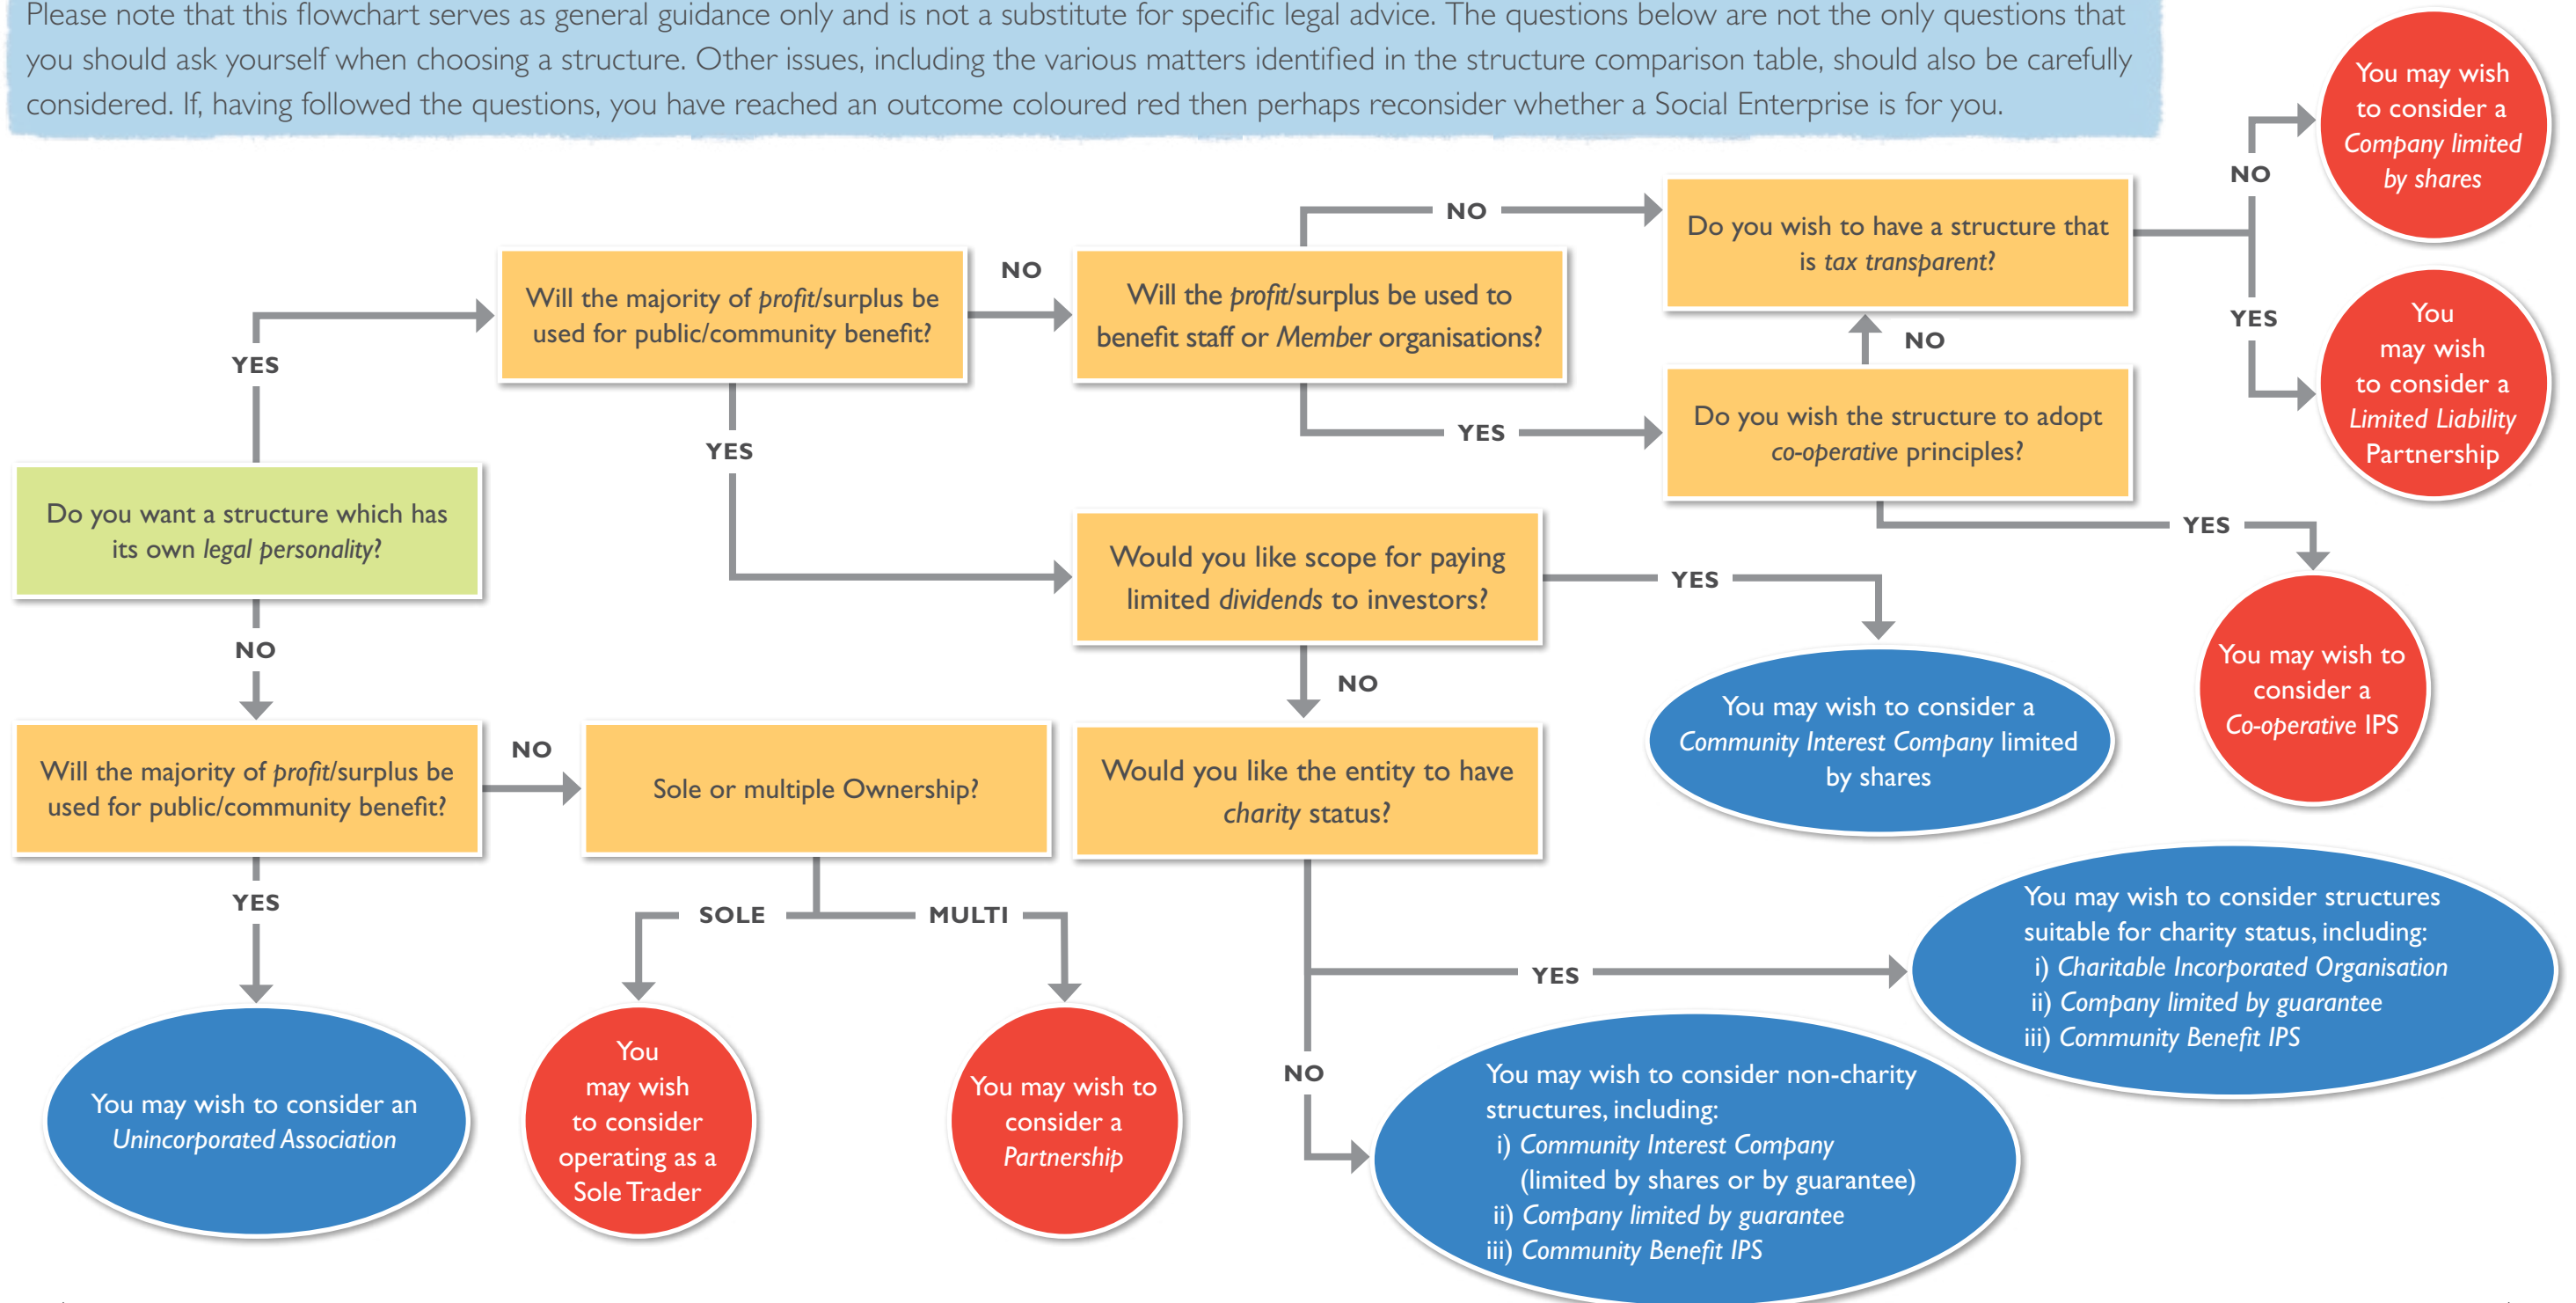 Please note that this flowchart serves as general guidance only and is not a substitute for specific legal advice. The questions below are not the only questions that
you should ask yourself when choosing a structure. Other issues, including the various matters identified in the structure comparison table, should also be carefully
considered. If, having followed the questions, you have reached an outcome coloured red then perhaps reconsider whether a Social Enterprise is for you.
Do you want a structure which has
its own legal personality?
YES
Will the majority of profit/surplus be
used for public/community benefit?
NO
Will the profit/surplus be used to
benefit staff or Member organisations?
NO
Do you wish to have a structure that
is tax transparent?
NO
You may wish
to consider a
Company limited
by shares
YES
You
may wish
to consider a
Limited Liability
Partnership
YES
Do you wish the structure to adopt
co-operative principles?
NO
YES
You may wish to
consider a
Co-operative IPS
YES
Would you like scope for paying
limited dividends to investors?
YES
You may wish to consider a
Community Interest Company limited
by shares
NO
Would you like the entity to have
charity status?
YES
You may wish to consider structures
suitable for charity status, including:
i) Charitable Incorporated Organisation
ii) Company limited by guarantee
iii) Community Benefit IPS
NO
You may wish to consider non-charity
structures, including:
i) Community Interest Company
(limited by shares or by guarantee)
ii) Company limited by guarantee
iii) Community Benefit IPS
NO
Will the majority of profit/surplus be
used for public/community benefit?
NO
Sole or multiple Ownership?
SOLE
You
may wish
to consider
operating as a
Sole Trader
MULTI
You may wish to
consider a
Partnership
YES
You may wish to consider an
Unincorporated Association